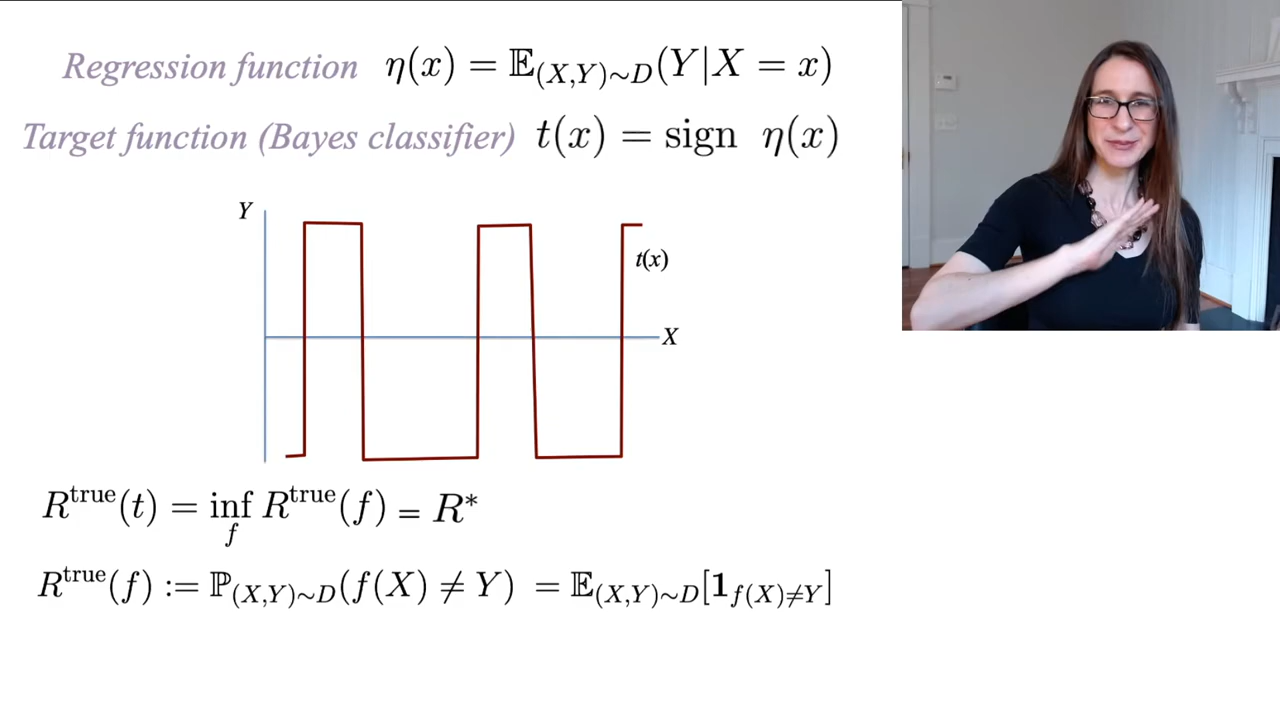 Regression function η(x) = 𝔼_{(X,Y)∼D}(Y|X = x)
Target function (Bayes classifier) t(x) = sign η(x)
Y
t(x)
X
R^{true}(t) = inf_f R^{true}(f) = R*
R^{true}(f) := ℙ_{(X,Y)∼D}(f(X) ≠ Y) = 𝔼_{(X,Y)∼D}[𝟏_{f(X)≠Y}]